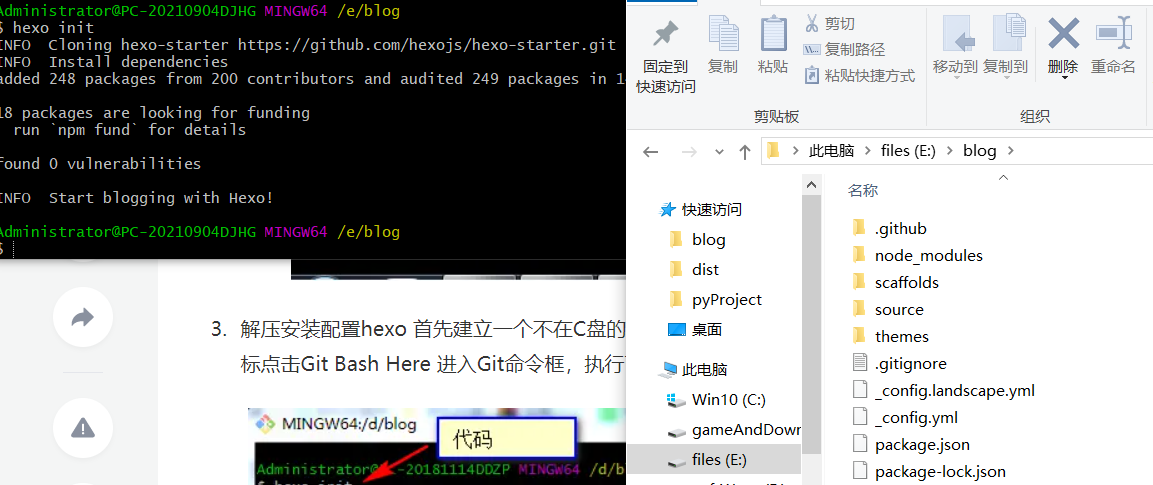 Administrator@PC-20210904DJHG MINGW64 /e/blog
$ hexo init
INFO  Cloning hexo-starter https://github.com/hexojs/hexo-starter.git
INFO  Install dependencies
added 248 packages from 200 contributors and audited 249 packages in
18 packages are looking for funding
run `npm fund` for details
found 0 vulnerabilities
INFO  Start blogging with Hexo!
Administrator@PC-20210904DJHG MINGW64 /e/blog
$
3. 解压安装配置hexo 首先建立一个不在C盘的
标点击Git Bash Here 进入Git命令框，执行
MINGW64:/d/blog
代码
Administrator@PC-20181114DDZP MINGW64 /d/b
$ hexo init
固定到
快速访问
复制
粘贴
剪切
复制路径
粘贴快捷方式
移动到
复制到
删除
重命名
剪贴板
组织
此电脑
files (E:)
blog
快速访问
blog
dist
pyProject
桌面
此电脑
Win10 (C:)
gameAndDown
files (E:)
名称
.github
node_modules
scaffolds
source
themes
.gitignore
_config.landscape.yml
_config.yml
package.json
package-lock.json